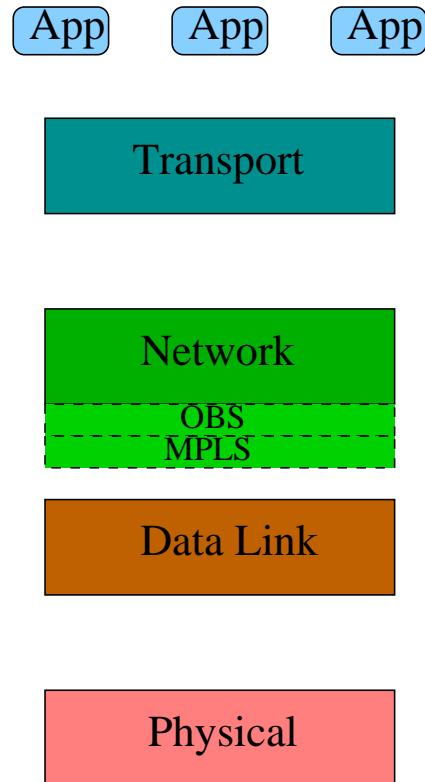 App App App
Transport
Network
OBS
MPLS
Data Link
Physical